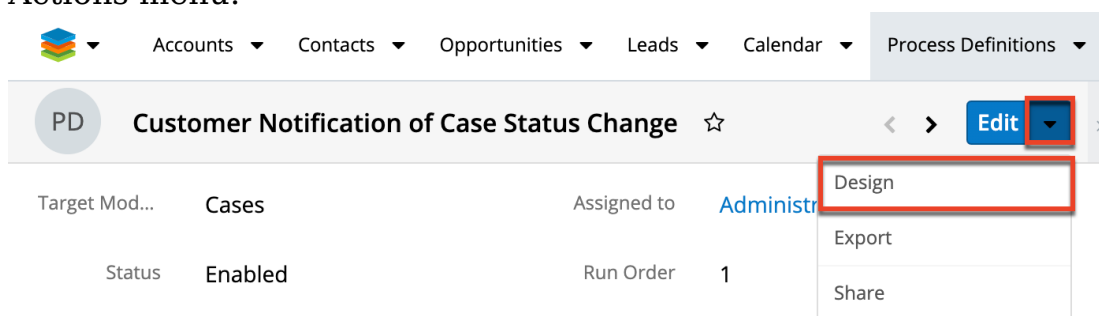 Actions menu.
Accounts Contacts Opportunities Leads Calendar Process Definitions
PD Customer Notification of Case Status Change Edit
Design
Target Mod... Cases Assigned to Administr
Export
Status Enabled Run Order 1
Share